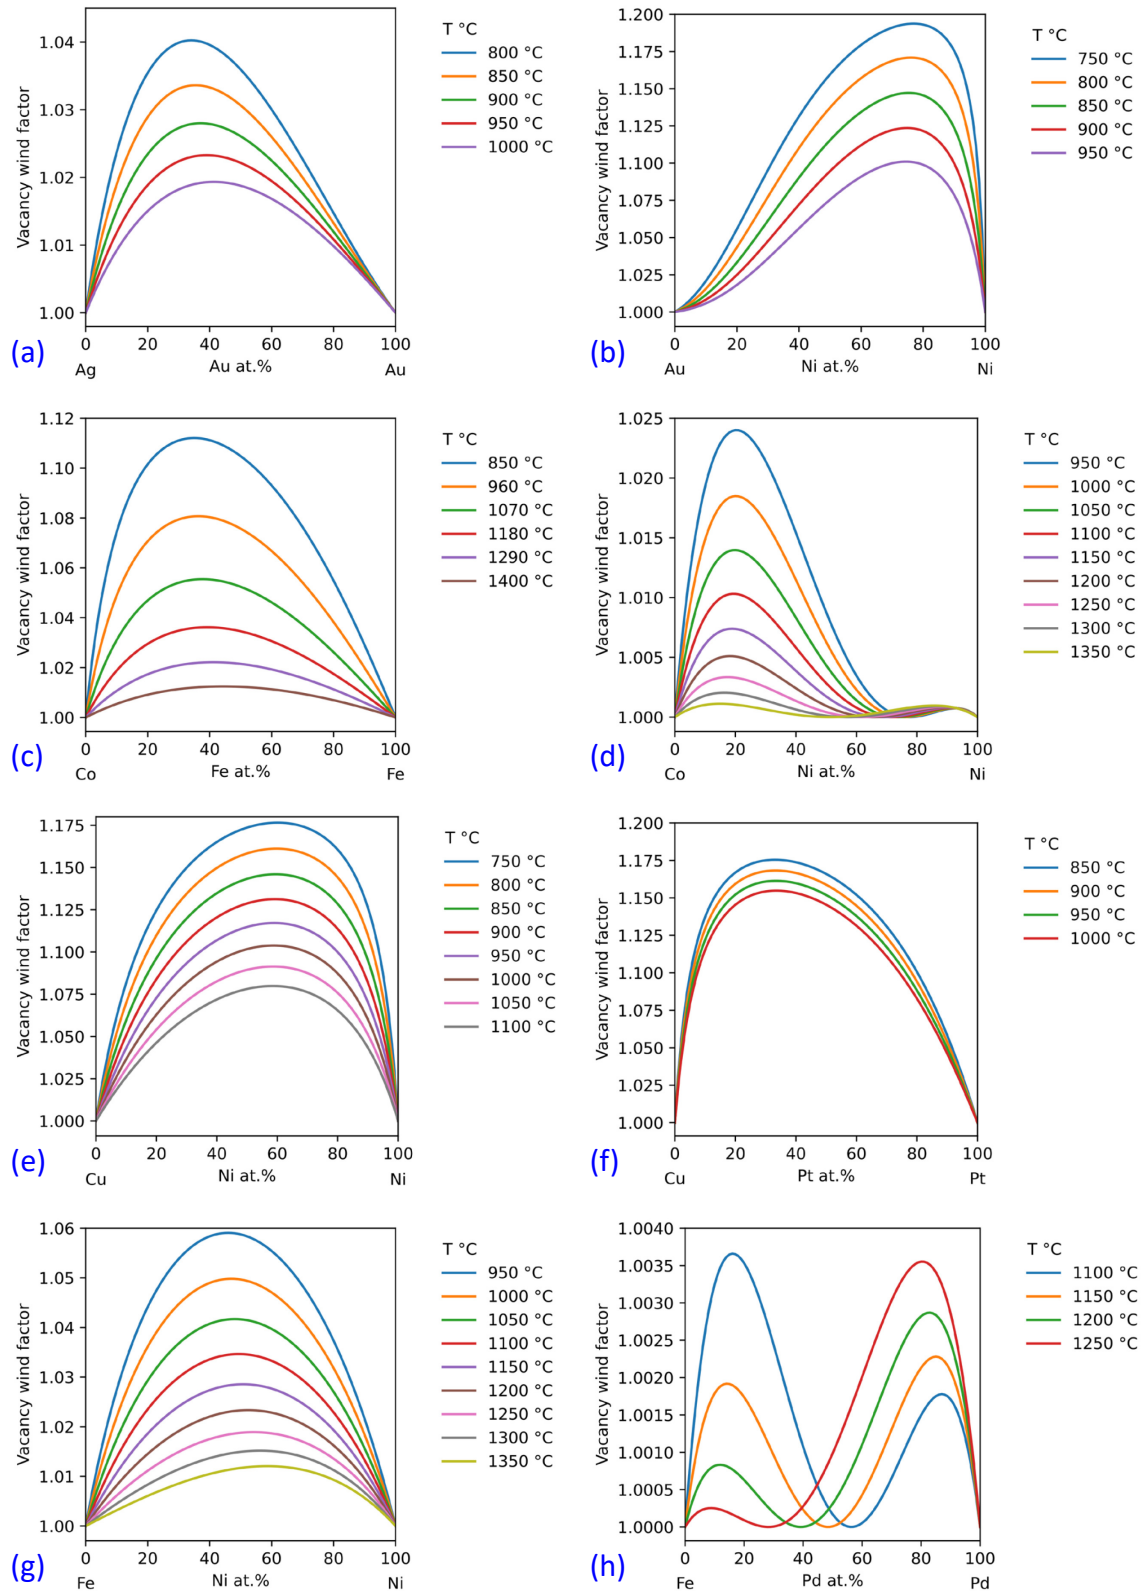 Vacancy wind factor
1.04
1.03
1.02
1.01
1.00
0 20 40 60 80 100
Ag Au at.% Au
T °C
800 °C
850 °C
900 °C
950 °C
1000 °C
(a)
Vacancy wind factor
1.200
1.175
1.150
1.125
1.100
1.075
1.050
1.025
1.000
0 20 40 60 80 100
Au Ni at.% Ni
T °C
750 °C
800 °C
850 °C
900 °C
950 °C
(b)
Vacancy wind factor
1.12
1.10
1.08
1.06
1.04
1.02
1.00
0 20 40 60 80 100
Co Fe at.% Fe
T °C
850 °C
960 °C
1070 °C
1180 °C
1290 °C
1400 °C
(c)
Vacancy wind factor
1.025
1.020
1.015
1.010
1.005
1.000
0 20 40 60 80 100
Co Ni at.% Ni
T °C
950 °C
1000 °C
1050 °C
1100 °C
1150 °C
1200 °C
1250 °C
1300 °C
1350 °C
(d)
Vacancy wind factor
1.175
1.150
1.125
1.100
1.075
1.050
1.025
1.000
0 20 40 60 80 100
Cu Ni at.% Ni
T °C
750 °C
800 °C
850 °C
900 °C
950 °C
1000 °C
1050 °C
1100 °C
(e)
Vacancy wind factor
1.200
1.175
1.150
1.125
1.100
1.075
1.050
1.025
1.000
0 20 40 60 80 100
Cu Pt at.% Pt
T °C
850 °C
900 °C
950 °C
1000 °C
(f)
Vacancy wind factor
1.06
1.05
1.04
1.03
1.02
1.01
1.00
0 20 40 60 80 100
Fe Ni at.% Ni
T °C
950 °C
1000 °C
1050 °C
1100 °C
1150 °C
1200 °C
1250 °C
1300 °C
1350 °C
(g)
Vacancy wind factor
1.0040
1.0035
1.0030
1.0025
1.0020
1.0015
1.0010
1.0005
1.0000
0 20 40 60 80 100
Fe Pd at.% Pd
T °C
1100 °C
1150 °C
1200 °C
1250 °C
(h)